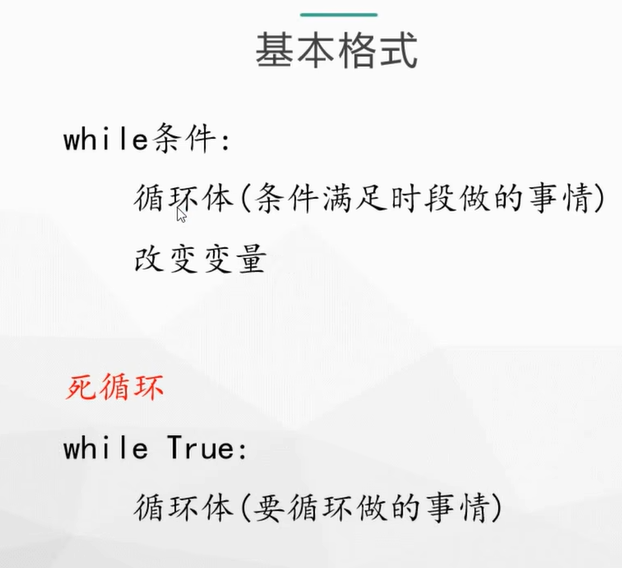 基本格式
while条件:
循环体(条件满足时段做的事情)
改变变量
死循环
while True:
循环体(要循环做的事情)